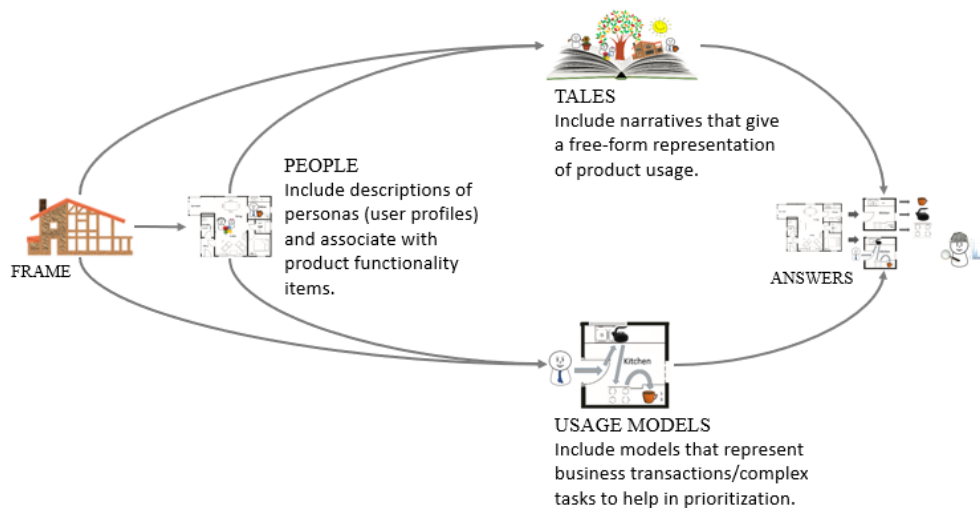 TALES
Include narratives that give
a free-form representation
of product usage.
PEOPLE
Include descriptions of
personas (user profiles)
and associate with
product functionality
items.
FRAME
ANSWERS
Kitchen
USAGE MODELS
Include models that represent
business transactions/complex
tasks to help in prioritization.